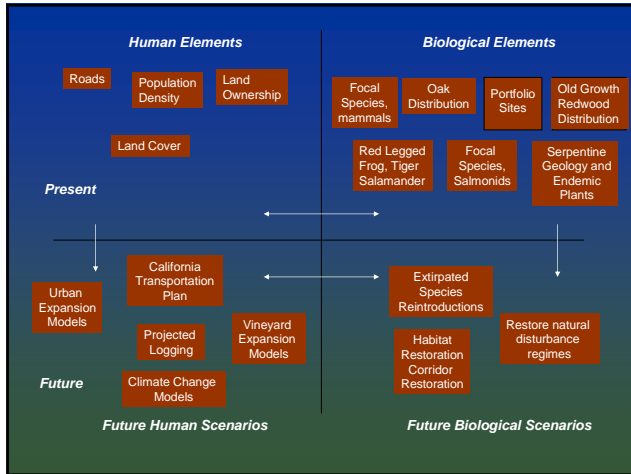 Human Elements
Biological Elements
Roads
Population
Density
Land
Ownership
Land Cover
Focal
Species,
mammals
Oak
Distribution
Portfolio
Sites
Old Growth
Redwood
Distribution
Red Legged
Frog, Tiger
Salamander
Focal
Species,
Salmonids
Serpentine
Geology and
Endemic
Plants
Present
Urban
Expansion
Models
California
Transportation
Plan
Projected
Logging
Vineyard
Expansion
Models
Climate Change
Models
Extirpated
Species
Reintroductions
Habitat
Restoration
Corridor
Restoration
Restore natural
disturbance
regimes
Future
Future Human Scenarios
Future Biological Scenarios